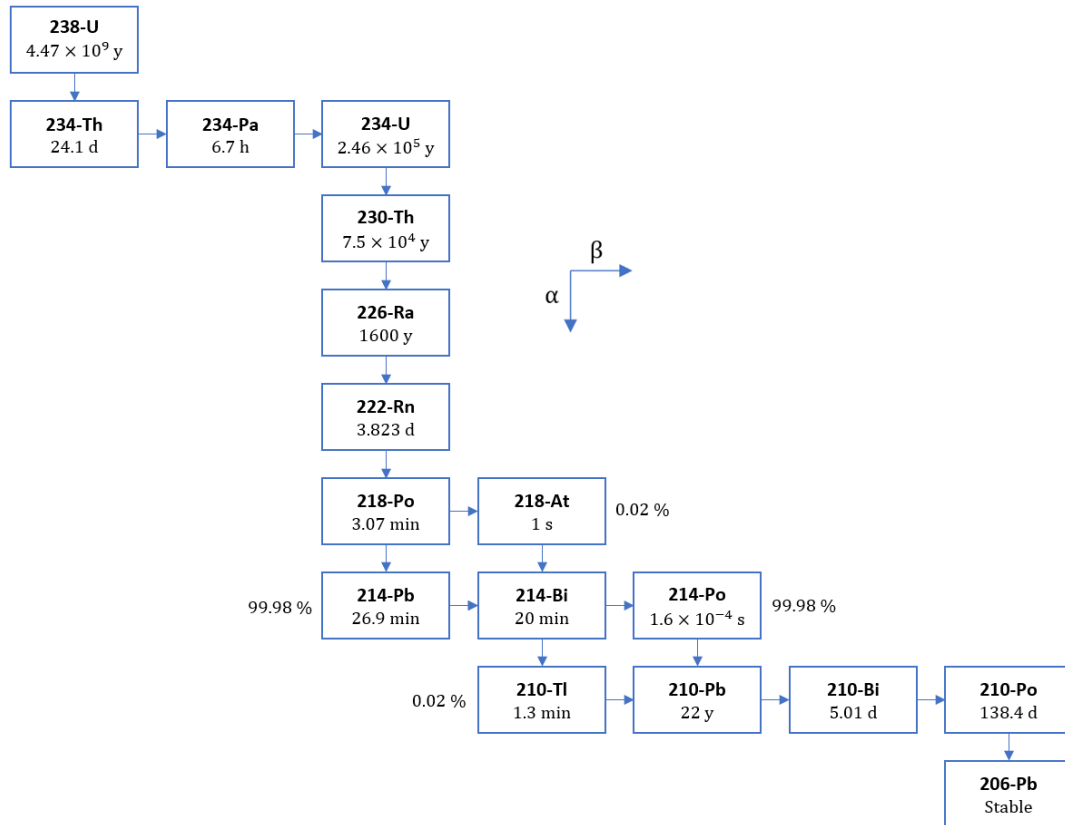 238-U
4.47 × 10⁹ y
234-Th
24.1 d
234-Pa
6.7 h
234-U
2.46 × 10⁵ y
230-Th
7.5 × 10⁴ y
β
α
226-Ra
1600 y
222-Rn
3.823 d
218-Po
3.07 min
218-At
1 s
0.02 %
99.98 %
214-Pb
26.9 min
214-Bi
20 min
214-Po
1.6 × 10⁻⁴ s
99.98 %
0.02 %
210-Tl
1.3 min
210-Pb
22 y
210-Bi
5.01 d
210-Po
138.4 d
206-Pb
Stable